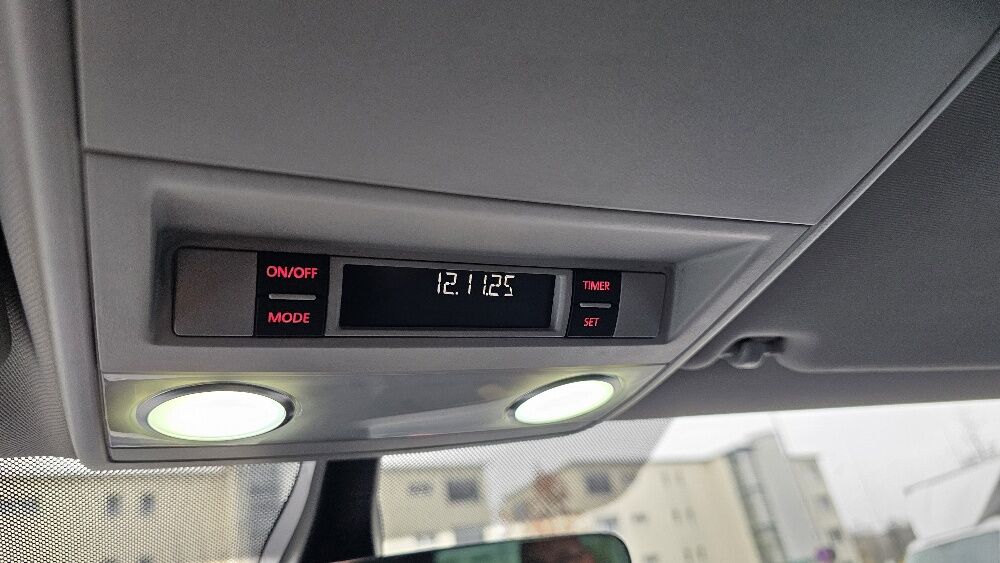 ON/OFF
MODE
12.11.25
TIMER
SET